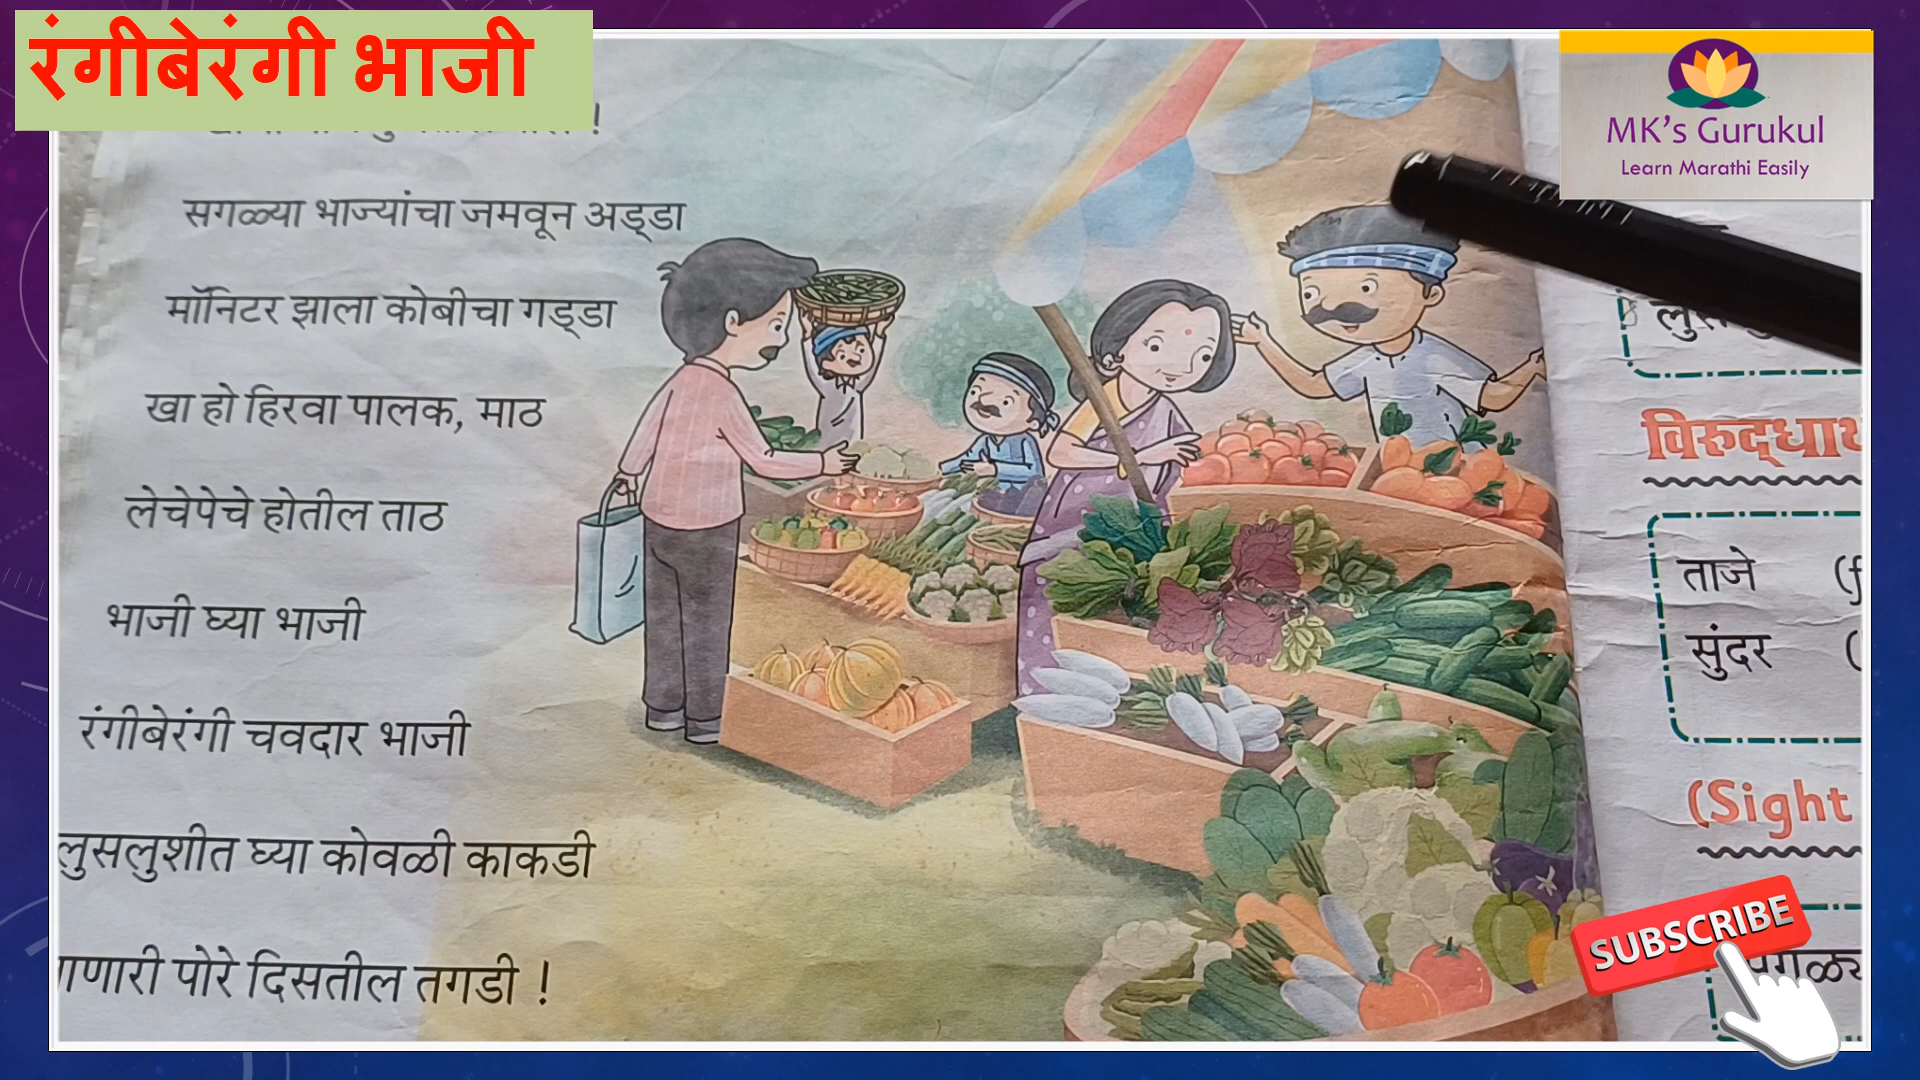 रंगीबेरंगी भाजी
सगळ्या भाज्यांचा जमवून अड्डा
मॉनिटर झाला कोबीचा गड्डा
खा हो हिरवा पालक, माठ
लेचेपेचे होतील ताठ
भाजी घ्या भाजी
रंगीबेरंगी चवदार भाजी
लुसलुशीत घ्या कोवळी काकडी
पोरे दिसतील तगडी !
MK's Gurukul
Learn Marathi Easily
ताजे
सुंदर
(Sight
SUBSCRIBE